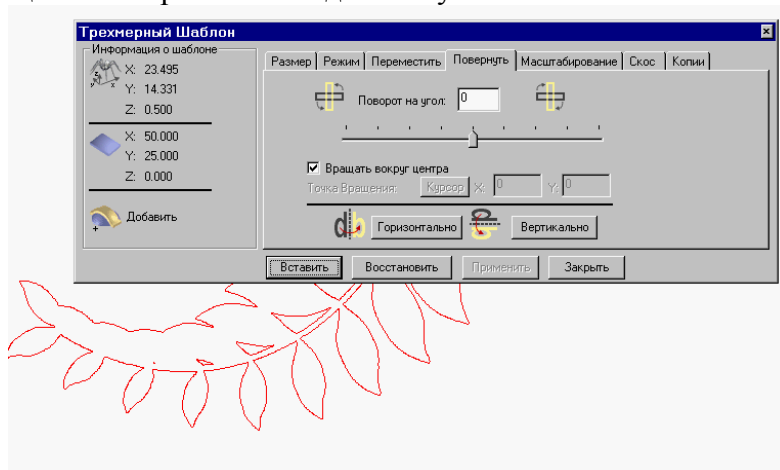 Трехмерный Шаблон
Информация о шаблоне
X: 23.495
Y: 14.331
Z: 0.500
X: 50.000
Y: 25.000
Z: 0.000
Добавить
Размер Режим Переместить Повернуть Масштабирование Скос Копии
Поворот на угол: 0
Вращать вокруг центра
Точка Вращения: Курсор X: 0 Y: 0
Горизонтально Вертикально
Вставить Восстановить Применить Закрыть